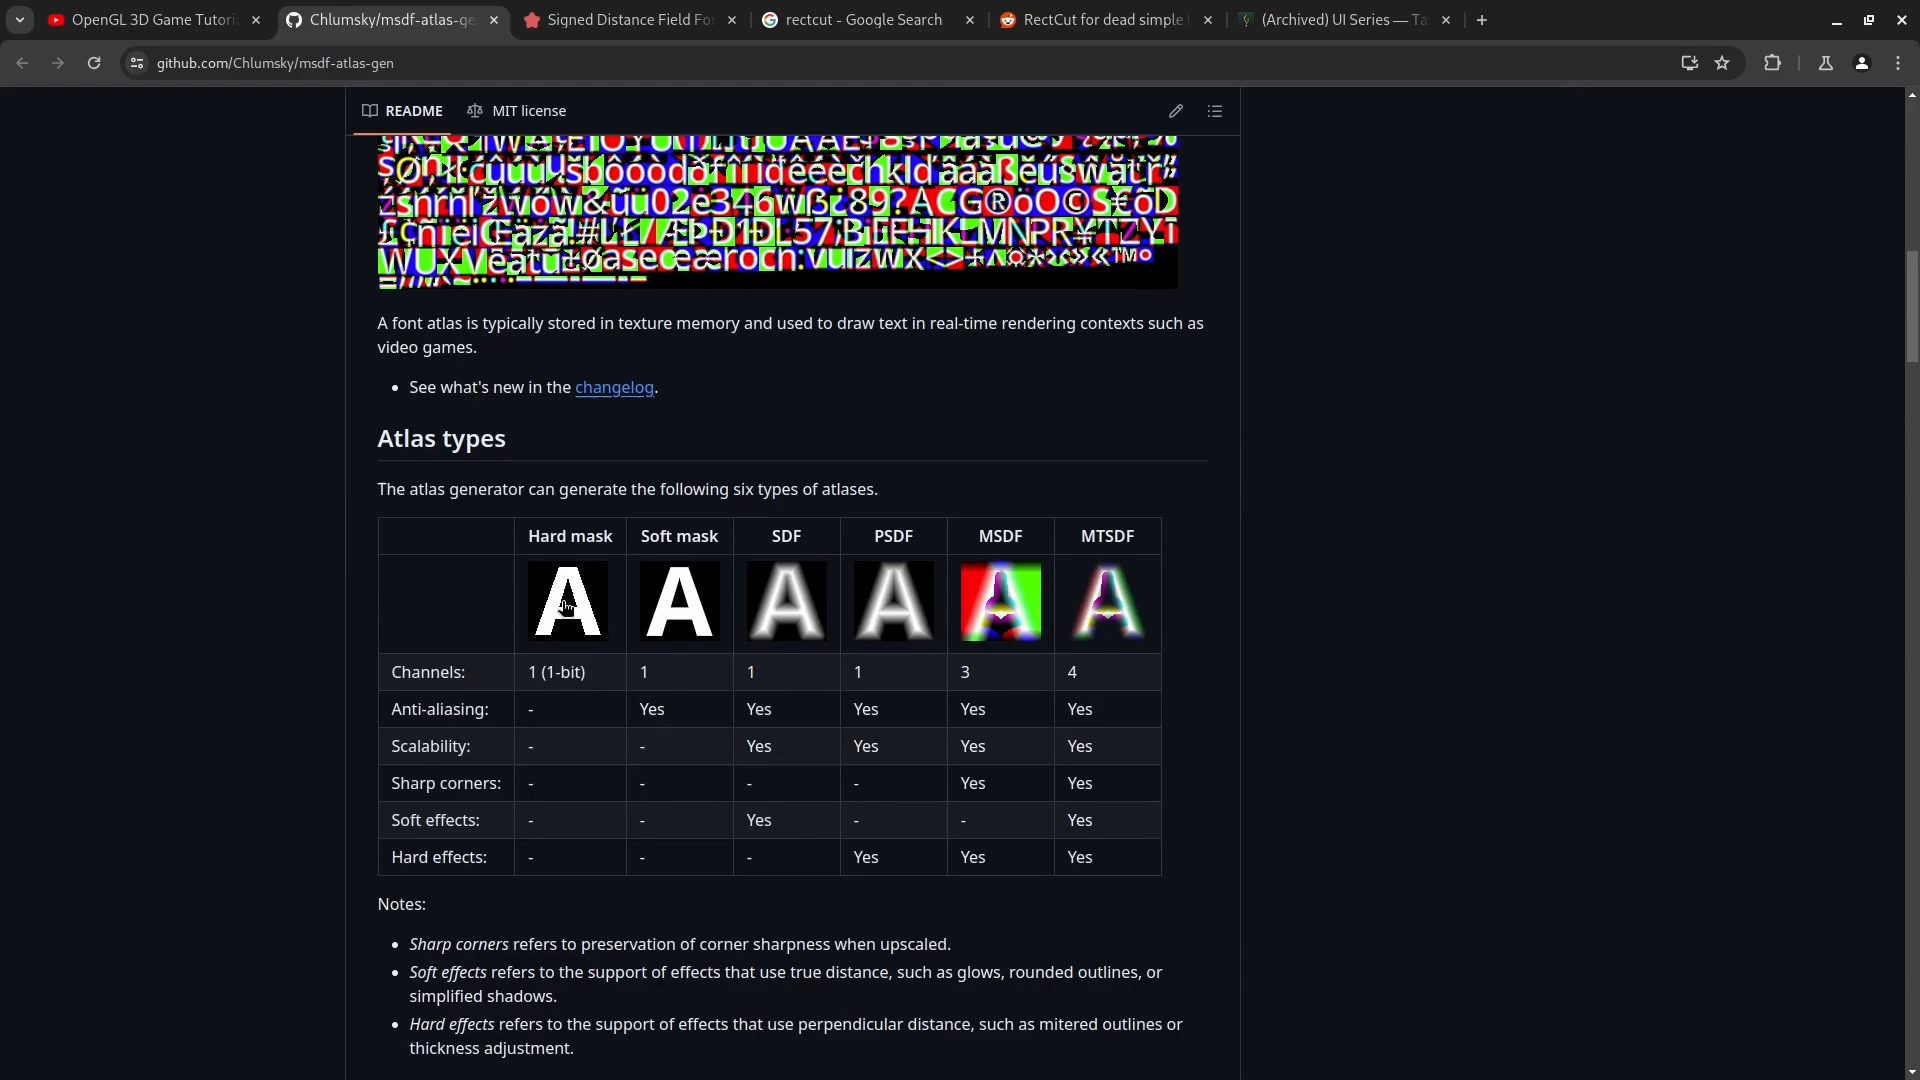 OpenGL 3D Game Tutoria
Chlumsky/msdf-atlas-ge
Signed Distance Field Fo
rectcut - Google Search
RectCut for dead simple
(Archived) UI Series — Ta
github.com/Chlumsky/msdf-atlas-gen
README
MIT license
A font atlas is typically stored in texture memory and used to draw text in real-time rendering contexts such as
video games.
• See what's new in the changelog.
Atlas types
The atlas generator can generate the following six types of atlases.
Hard mask Soft mask SDF PSDF MSDF MTSDF
A A A A A A
Channels: 1 (1-bit) 1 1 1 3 4
Anti-aliasing: - Yes Yes Yes Yes Yes
Scalability: - - Yes Yes Yes Yes
Sharp corners: - - - - Yes Yes
Soft effects: - - Yes - - Yes
Hard effects: - - - Yes Yes Yes
Notes:
• Sharp corners refers to preservation of corner sharpness when upscaled.
• Soft effects refers to the support of effects that use true distance, such as glows, rounded outlines, or
simplified shadows.
• Hard effects refers to the support of effects that use perpendicular distance, such as mitered outlines or
thickness adjustment.